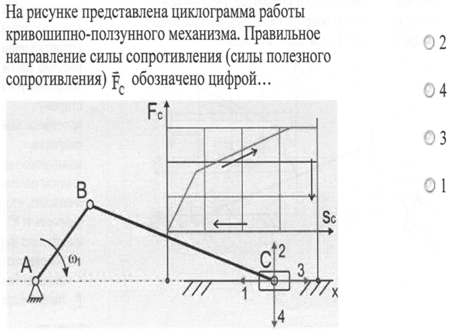 На рисунке представлена циклограмма работы
кривошипно-ползунного механизма. Правильное
направление силы сопротивления (силы полезного
сопротивления) F̄c обозначено цифрой...
2
4
3
1
Fc
Sc
B
A
ω1
C
2
1
3
x
4